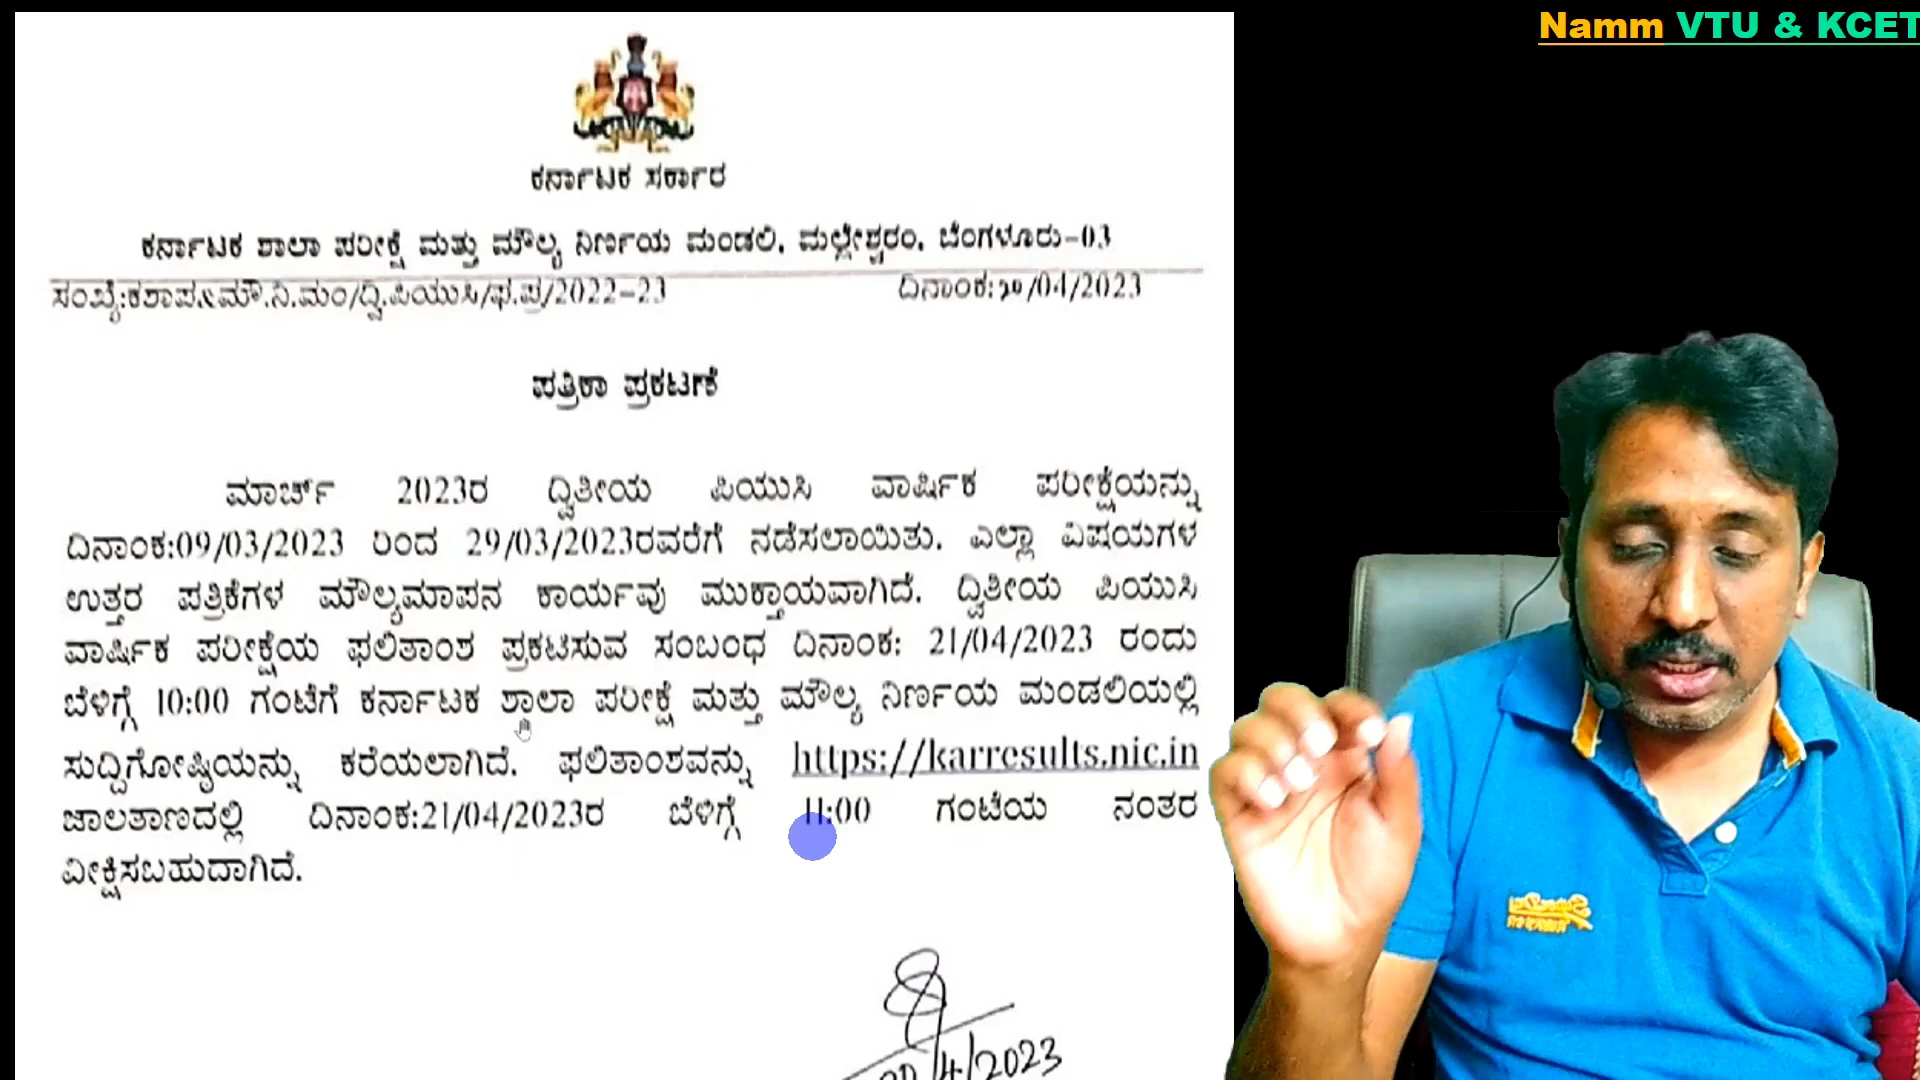 Namm VTU & KCET
ಕರ್ನಾಟಕ ಸರ್ಕಾರ
ಕರ್ನಾಟಕ ಶಾಲಾ ಪರೀಕ್ಷೆ ಮತ್ತು ಮೌಲ್ಯ ನಿರ್ಣಯ ಮಂಡಲಿ, ಮಲ್ಲೇಶ್ವರಂ, ಬೆಂಗಳೂರು-03
ಸಂಖ್ಯೆ:ಕಶಾಪ&ಮೌ.ನಿ.ಮಂ/ದ್ವಿ.ಪಿಯುಸಿ/ಫ.ಪ್ರ/2022-23 ದಿನಾಂಕ: /04/2023
ಪತ್ರಿಕಾ ಪ್ರಕಟಣೆ
ಮಾರ್ಚ್ 2023ರ ದ್ವಿತೀಯ ಪಿಯುಸಿ ವಾರ್ಷಿಕ ಪರೀಕ್ಷೆಯನ್ನು
ದಿನಾಂಕ:09/03/2023 ರಿಂದ 29/03/2023ರವರೆಗೆ ನಡೆಸಲಾಯಿತು. ಎಲ್ಲಾ ವಿಷಯಗಳ
ಉತ್ತರ ಪತ್ರಿಕೆಗಳ ಮೌಲ್ಯಮಾಪನ ಕಾರ್ಯವು ಮುಕ್ತಾಯವಾಗಿದೆ. ದ್ವಿತೀಯ ಪಿಯುಸಿ
ವಾರ್ಷಿಕ ಪರೀಕ್ಷೆಯ ಫಲಿತಾಂಶ ಪ್ರಕಟಿಸುವ ಸಂಬಂಧ ದಿನಾಂಕ: 21/04/2023 ರಂದು
ಬೆಳಿಗ್ಗೆ 10:00 ಗಂಟೆಗೆ ಕರ್ನಾಟಕ ಶಾಲಾ ಪರೀಕ್ಷೆ ಮತ್ತು ಮೌಲ್ಯ ನಿರ್ಣಯ ಮಂಡಲಿಯಲ್ಲಿ
ಸುದ್ದಿಗೋಷ್ಠಿಯನ್ನು ಕರೆಯಲಾಗಿದೆ. ಫಲಿತಾಂಶವನ್ನು https://karresults.nic.in
ಜಾಲತಾಣದಲ್ಲಿ ದಿನಾಂಕ:21/04/2023ರ ಬೆಳಿಗ್ಗೆ 11:00 ಗಂಟೆಯ ನಂತರ
ವೀಕ್ಷಿಸಬಹುದಾಗಿದೆ.
/4/2023